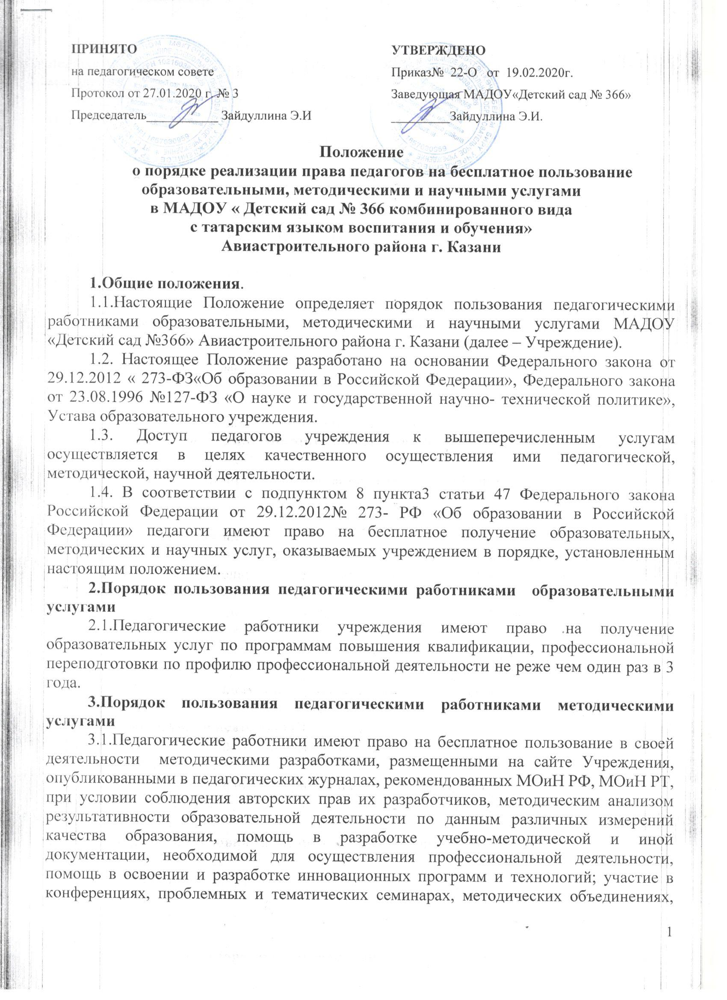 ПРИНЯТО
на педагогическом совете
Протокол от 27.01.2020 г. № 3
Председатель____________ Зайдуллина Э.И
УТВЕРЖДЕНО
Приказ№ 22-О от 19.02.2020г.
Заведующая МАДОУ«Детский сад № 366»
__________Зайдуллина Э.И.
Положение
о порядке реализации права педагогов на бесплатное пользование
образовательными, методическими и научными услугами
в МАДОУ « Детский сад № 366 комбинированного вида
с татарским языком воспитания и обучения»
Авиастроительного района г. Казани
1.Общие положения.
1.1.Настоящие Положение определяет порядок пользования педагогическими
работниками образовательными, методическими и научными услугами МАДОУ
«Детский сад №366» Авиастроительного района г. Казани (далее – Учреждение).
1.2. Настоящее Положение разработано на основании Федерального закона от
29.12.2012 « 273-ФЗ«Об образовании в Российской Федерации», Федерального закона
от 23.08.1996 №127-ФЗ «О науке и государственной научно- технической политике»,
Устава образовательного учреждения.
1.3. Доступ педагогов учреждения к вышеперечисленным услугам
осуществляется в целях качественного осуществления ими педагогической,
методической, научной деятельности.
1.4. В соответствии с подпунктом 8 пункта3 статьи 47 Федерального закона
Российской Федерации от 29.12.2012№ 273- РФ «Об образовании в Российской
Федерации» педагоги имеют право на бесплатное получение образовательных,
методических и научных услуг, оказываемых учреждением в порядке, установленным
настоящим положением.
2.Порядок пользования педагогическими работниками образовательными
услугами
2.1.Педагогические работники учреждения имеют право на получение
образовательных услуг по программам повышения квалификации, профессиональной
переподготовки по профилю профессиональной деятельности не реже чем один раз в 3
года.
3.Порядок пользования педагогическими работниками методическими
услугами
3.1.Педагогические работники имеют право на бесплатное пользование в своей
деятельности методическими разработками, размещенными на сайте Учреждения,
опубликованными в педагогических журналах, рекомендованных МОиН РФ, МОиН РТ,
при условии соблюдения авторских прав их разработчиков, методическим анализом
результативности образовательной деятельности по данным различных измерений
качества образования, помощь в разработке учебно-методической и иной
документации, необходимой для осуществления профессиональной деятельности,
помощь в освоении и разработке инновационных программ и технологий; участие в
конференциях, проблемных и тематических семинарах, методических объединениях,
1